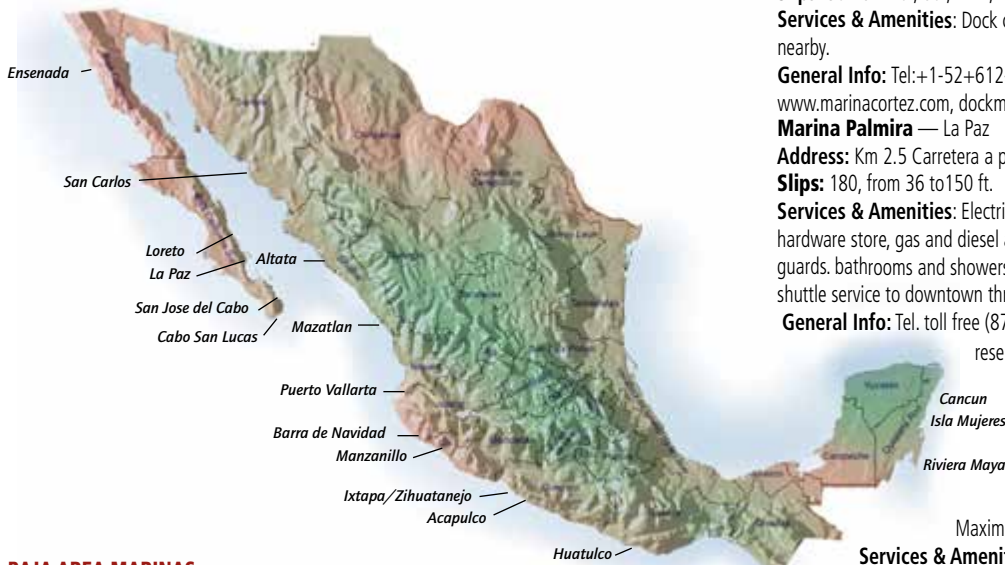 Services & Amenities: Dock
nearby.
General Info: Tel:+1-52+612
www.marinacortez.com, dockm
Marina Palmira — La Paz
Address: Km 2.5 Carretera a p
Slips: 180, from 36 to150 ft.
Services & Amenities: Electri
hardware store, gas and diesel
guards. bathrooms and showers
shuttle service to downtown thr
General Info: Tel. toll free (87
rese
Ensenada
San Carlos
Loreto
La Paz
Altata
San Jose del Cabo
Cabo San Lucas
Mazatlan
Puerto Vallarta
Barra de Navidad
Manzanillo
Ixtapa/Zihuatanejo
Acapulco
Huatulco
Cancun
Isla Mujeres
Riviera Maya
Yucatan
Campeche
Chihuahua
Maxim
Services & Amenit
BAJA AREA MARINAS